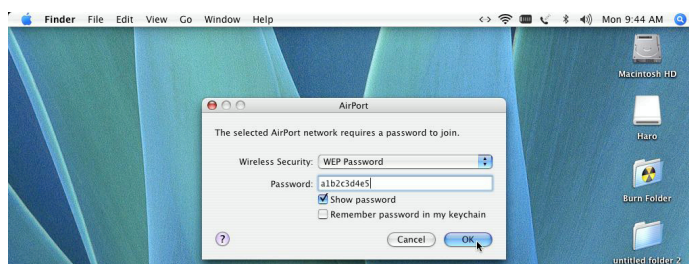 Finder File Edit View Go Window Help Mon 9:44 AM
Macintosh HD
AirPort
The selected AirPort network requires a password to join.
Haro
Wireless Security: WEP Password
Password: a1b2c3d4e5
Show password
Burn Folder
Remember password in my keychain
? Cancel OK
untitled folder 2